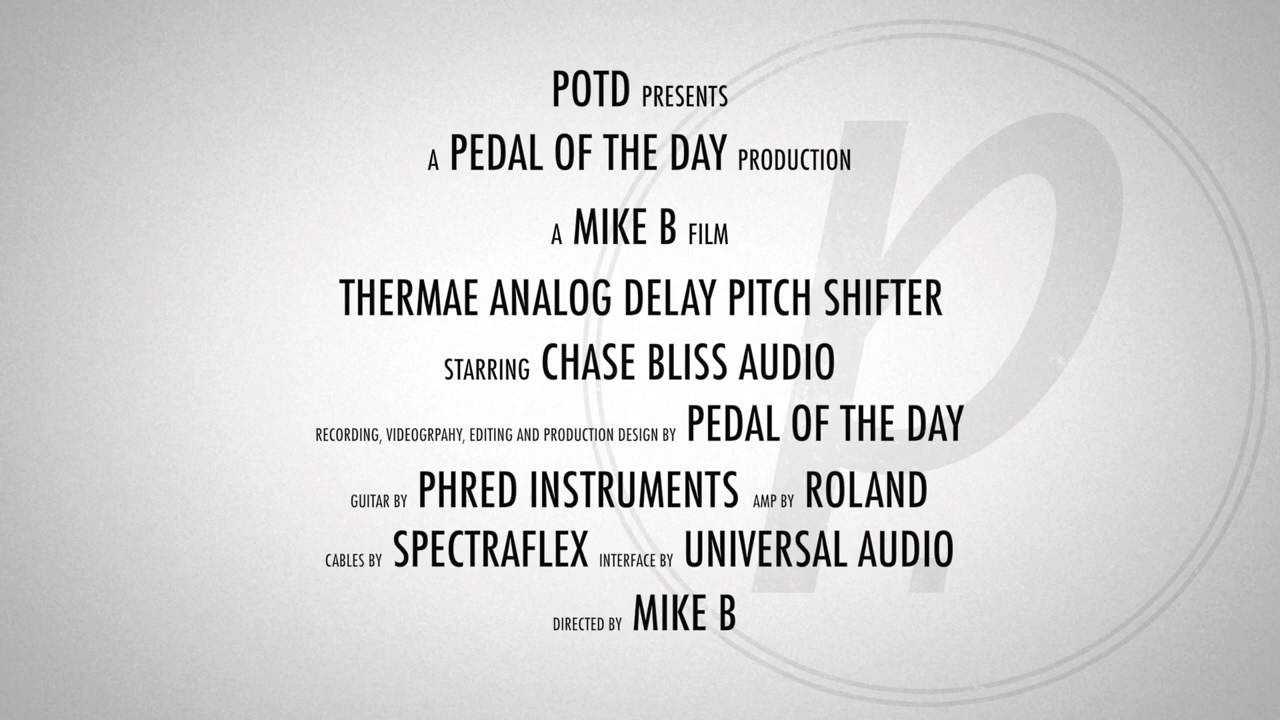 POTD PRESENTS
A PEDAL OF THE DAY PRODUCTION
A MIKE B FILM
THERMAE ANALOG DELAY PITCH SHIFTER
STARRING CHASE BLISS AUDIO
RECORDING, VIDEOGRPAHY, EDITING AND PRODUCTION DESIGN BY PEDAL OF THE DAY
GUITAR BY PHRED INSTRUMENTS AMP BY ROLAND
CABLES BY SPECTRAFLEX INTERFACE BY UNIVERSAL AUDIO
DIRECTED BY MIKE B